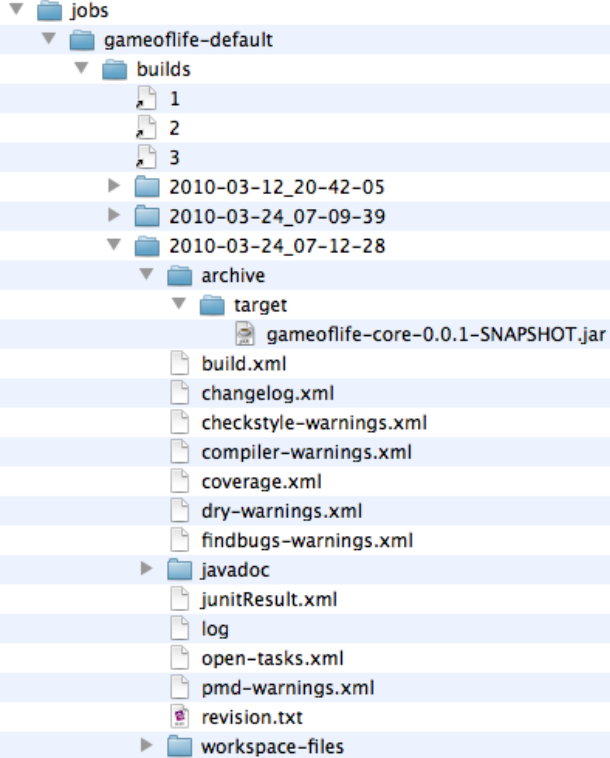 jobs
gameoflife-default
builds
1
2
3
2010-03-12_20-42-05
2010-03-24_07-09-39
2010-03-24_07-12-28
archive
target
gameoflife-core-0.0.1-SNAPSHOT.jar
build.xml
changelog.xml
checkstyle-warnings.xml
compiler-warnings.xml
coverage.xml
dry-warnings.xml
findbugs-warnings.xml
javadoc
junitResult.xml
log
open-tasks.xml
pmd-warnings.xml
revision.txt
workspace-files